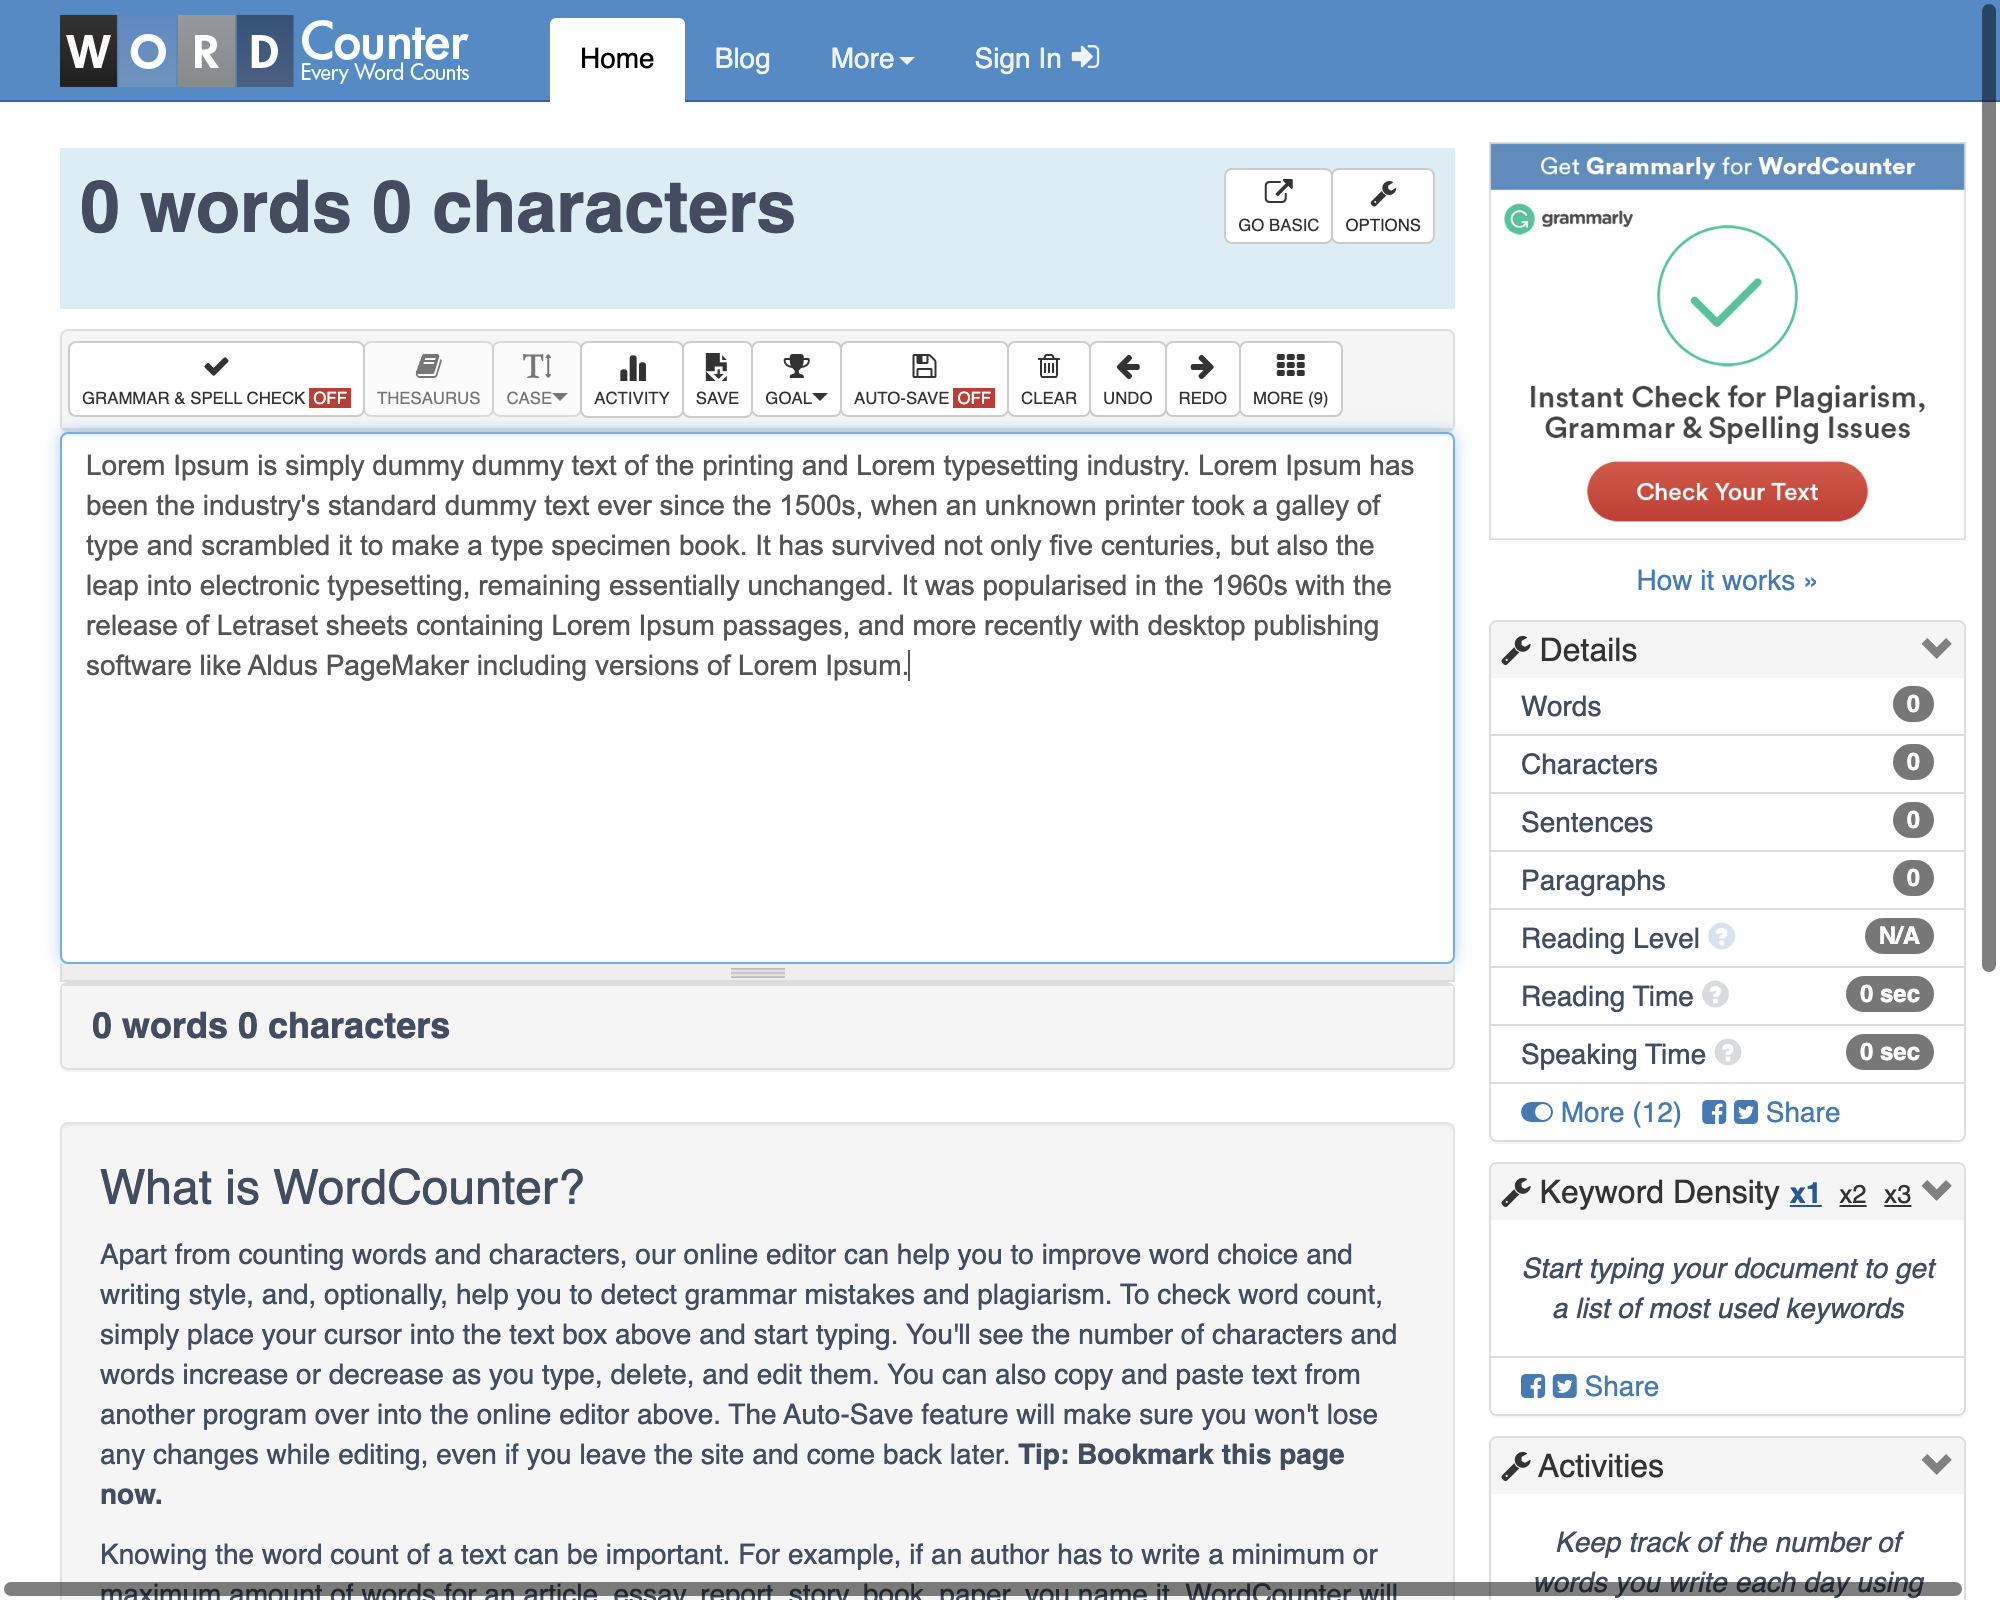 WORD Counter
Every Word Counts
Home
Blog
More
Sign In
0 words 0 characters
GO BASIC
OPTIONS
GRAMMAR & SPELL CHECK OFF
THESAURUS
CASE
ACTIVITY
SAVE
GOAL
AUTO-SAVE OFF
CLEAR
UNDO
REDO
MORE (9)
Lorem Ipsum is simply dummy dummy text of the printing and Lorem typesetting industry. Lorem Ipsum has
been the industry's standard dummy text ever since the 1500s, when an unknown printer took a galley of
type and scrambled it to make a type specimen book. It has survived not only five centuries, but also the
leap into electronic typesetting, remaining essentially unchanged. It was popularised in the 1960s with the
release of Letraset sheets containing Lorem Ipsum passages, and more recently with desktop publishing
software like Aldus PageMaker including versions of Lorem Ipsum.
0 words 0 characters
What is WordCounter?
Apart from counting words and characters, our online editor can help you to improve word choice and
writing style, and, optionally, help you to detect grammar mistakes and plagiarism. To check word count,
simply place your cursor into the text box above and start typing. You'll see the number of characters and
words increase or decrease as you type, delete, and edit them. You can also copy and paste text from
another program over into the online editor above. The Auto-Save feature will make sure you won't lose
any changes while editing, even if you leave the site and come back later. Tip: Bookmark this page
now.
Knowing the word count of a text can be important. For example, if an author has to write a minimum or
maximum amount of words for an article, essay, report, story, book, paper, you name it. WordCounter will
Get Grammarly for WordCounter
grammarly
Instant Check for Plagiarism,
Grammar & Spelling Issues
Check Your Text
How it works »
Details
Words 0
Characters 0
Sentences 0
Paragraphs 0
Reading Level ? N/A
Reading Time ? 0 sec
Speaking Time ? 0 sec
More (12) Share
Keyword Density x1 x2 x3
Start typing your document to get
a list of most used keywords
Share
Activities
Keep track of the number of
words you write each day using